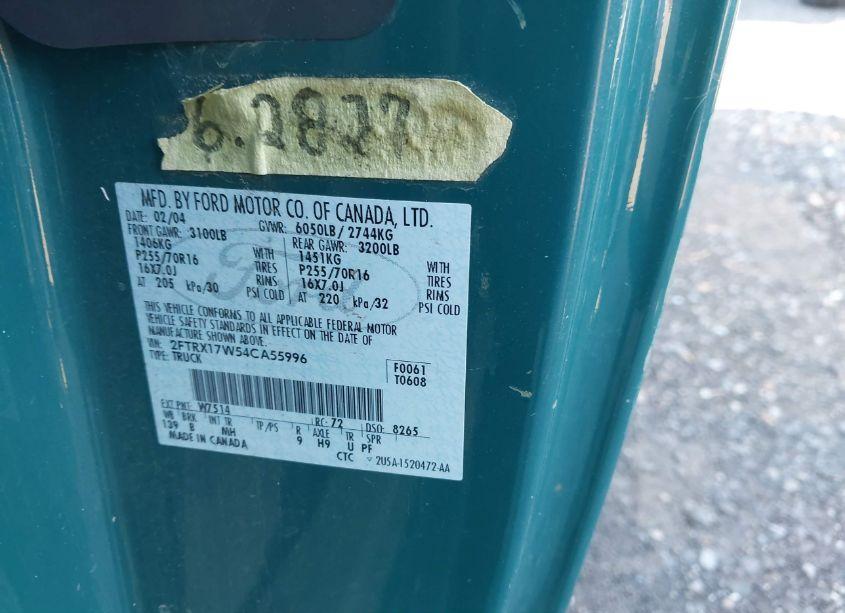 6.2827
MFD. BY FORD MOTOR CO. OF CANADA, LTD.
DATE: 02/04 GVWR: 6050LB/ 2744KG
FRONT GAWR: 3100LB REAR GAWR: 3200LB
1406KG WITH 1451KG WITH
P255/70R16 TIRES P255/70R16 TIRES
16X7.0J RIMS 16X7.0J RIMS
AT 205 kPa/30 PSI COLD AT 220 kPa/32 PSI COLD
THIS VEHICLE CONFORMS TO ALL APPLICABLE FEDERAL MOTOR
VEHICLE SAFETY STANDARDS IN EFFECT ON THE DATE OF
MANUFACTURE SHOWN ABOVE.
VIN: 2FTRX17W54CA55996
TYPE: TRUCK
F0061
T0608
EXT PNT: W7514 RC: 72 DSO: 8265
WB BRK INT TR TP/PS R AXLE TR SPR
139 B MH 9 H9 U PF
MADE IN CANADA
CTC 2U5A-1520472-AA
Ford